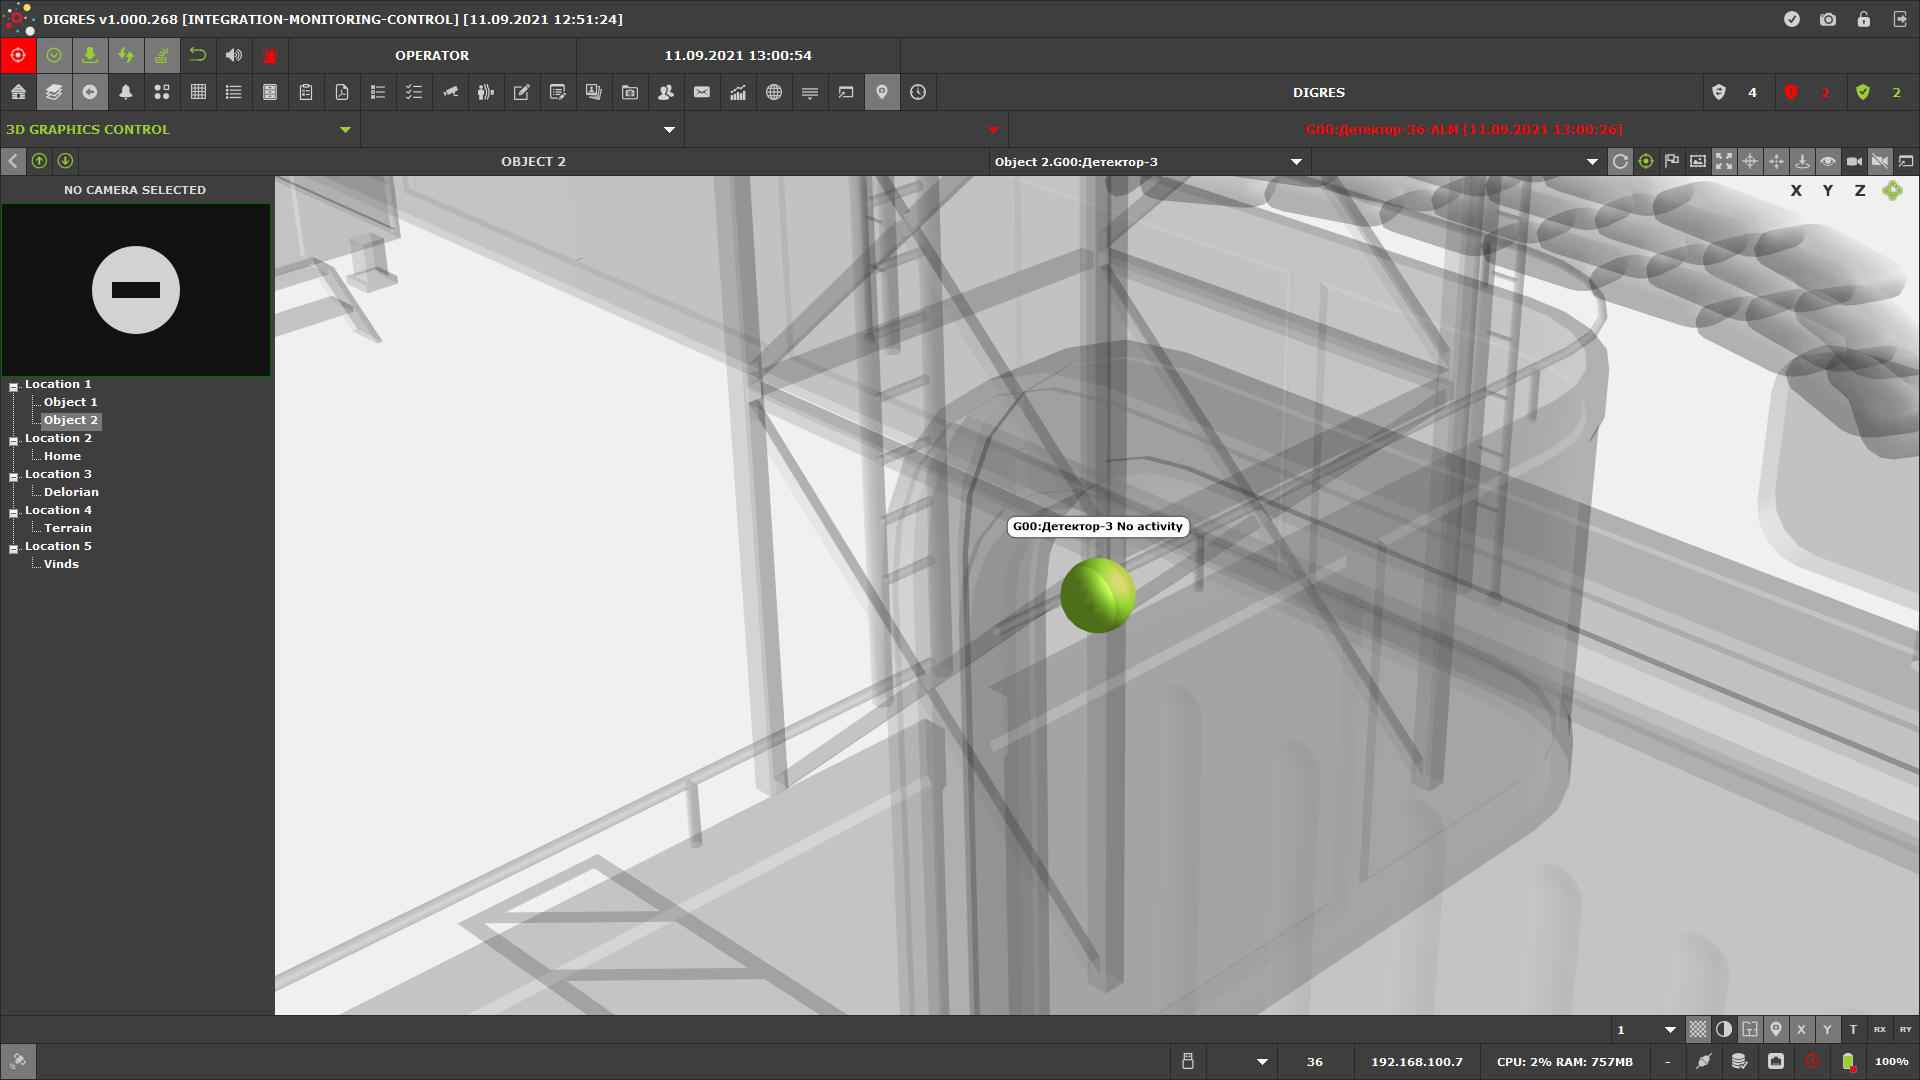 DIGRES v1.000.268 [INTEGRATION-MONITORING-CONTROL] [11.09.2021 12:51:24]
OPERATOR
11.09.2021 13:00:54
DIGRES
4
2
2
3D GRAPHICS CONTROL
G00:Детектор-36-ALM [11.09.2021 13:00:26]
OBJECT 2
Object 2.G00:Детектор-3
NO CAMERA SELECTED
X Y Z
Location 1
Object 1
Object 2
Location 2
Home
Location 3
Delorian
Location 4
Terrain
Location 5
Vinds
G00:Детектор-3 No activity
1
X
Y
T
RX
RY
36
192.168.100.7
CPU: 2% RAM: 757MB
-
100%